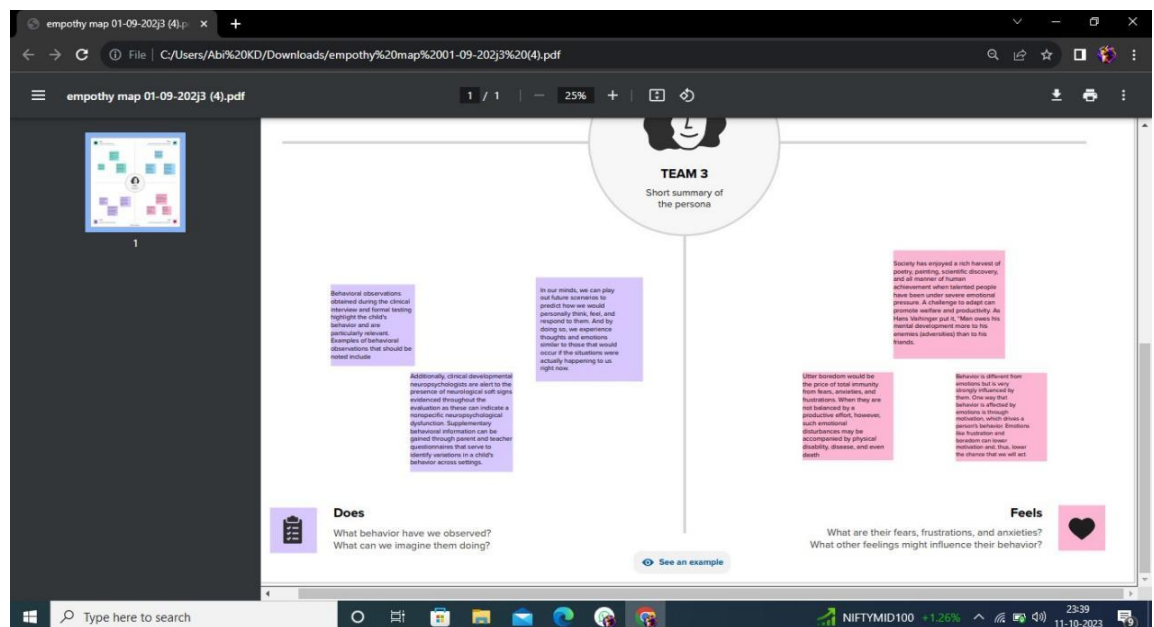 empothy map 01-09-202j3 (4).p
File | C:/Users/Abi%20KD/Downloads/empothy%20map%2001-09-202j3%20(4).pdf
empothy map 01-09-202j3 (4).pdf
1 / 1
25%
1
TEAM 3
Short summary of
the persona
Behavioral observations
obtained during the clinical
interview and formal testing
highlight the child's
behavior and are
particularly relevant.
Examples of behavioral
observations that should be
noted include
In our minds, we can play
out future scenarios to
predict how we would
personally think, feel, and
respond to them. And by
doing so, we experience
thoughts and emotions
similar to those that would
occur if the situations were
actually happening to us
right now.
Additionally, clinical developmental
neuropsychologists are alert to the
presence of neurological soft signs
evidenced throughout the
evaluation as these can indicate a
nonspecific neuropsychological
dysfunction. Supplementary
behavioral information can be
gained through parent and teacher
questionnaires that serve to
identify variations in a child's
behavior across settings.
Society has enjoyed a rich harvest of
poetry, painting, scientific discovery,
and all manner of human
achievement when talented people
have been under severe emotional
pressure. A challenge to adapt can
promote welfare and productivity. As
Hans Vaihinger put it, "Man owes his
mental development more to his
enemies (adversities) than to his
friends.
Utter boredom would be
the price of total immunity
from fears, anxieties, and
frustrations. When they are
not balanced by a
productive effort, however,
such emotional
disturbances may be
accompanied by physical
disability, disease, and even
death
Behavior is different from
emotions but is very
strongly influenced by
them. One way that
behavior is affected by
emotions is through
motivation, which drives a
person's behavior. Emotions
like frustration and
boredom can lower
motivation and, thus, lower
the chance that we will act.
Does
What behavior have we observed?
What can we imagine them doing?
Feels
What are their fears, frustrations, and anxieties?
What other feelings might influence their behavior?
See an example
Type here to search
NIFTYMID100 +1.26%
23:39
11-10-2023